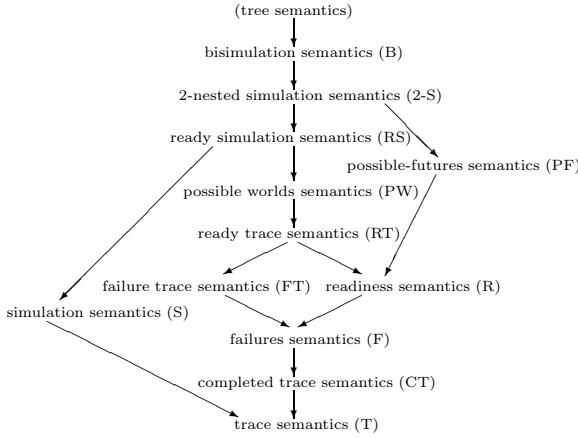 (tree semantics)
bisimulation semantics (B)
2-nested simulation semantics (2-S)
ready simulation semantics (RS)
possible-futures semantics (PF)
possible worlds semantics (PW)
ready trace semantics (RT)
failure trace semantics (FT)
readiness semantics (R)
simulation semantics (S)
failures semantics (F)
completed trace semantics (CT)
trace semantics (T)